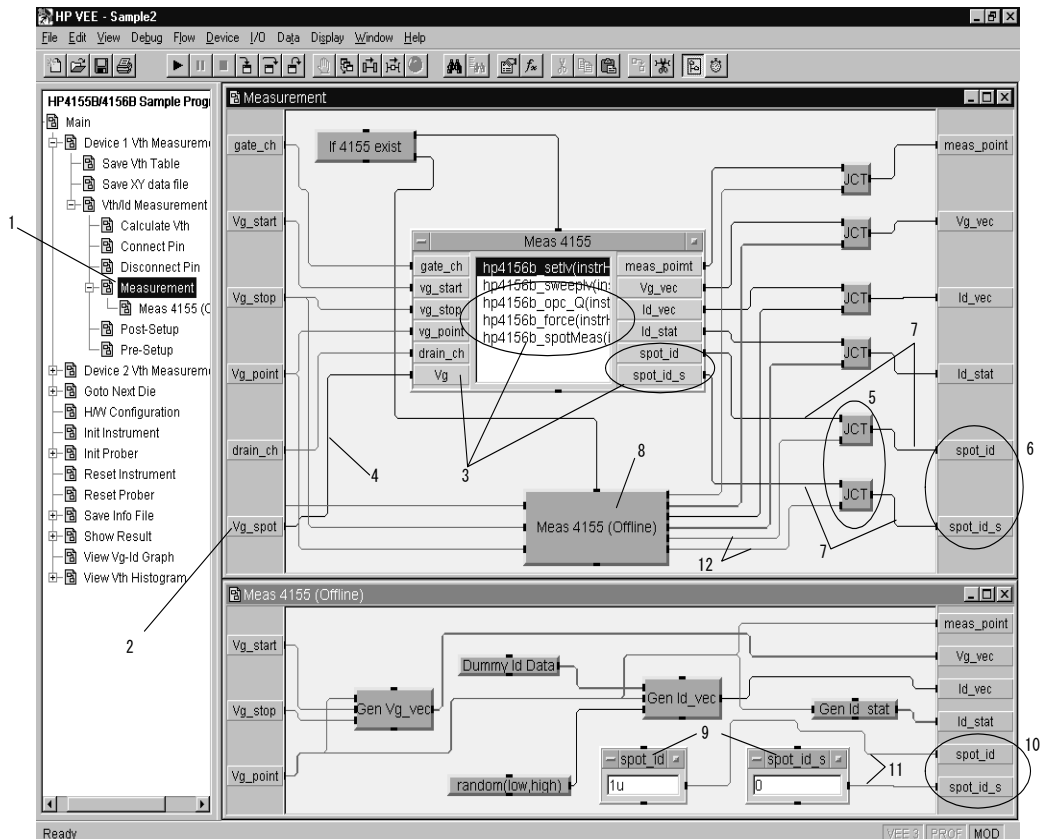 HP VEE - Sample2
File Edit View Debug Flow Device I/O Data Display Window Help
HP4155B/4156B Sample Progr
Main
Device 1 Vth Measurem
Save Vth Table
Save XY data file
Vth/Id Measurement
Calculate Vth
Connect Pin
Disconnect Pin
Measurement
Meas 4155 (O
Post-Setup
Pre-Setup
Device 2 Vth Measurem
Goto Next Die
H/W Configuration
Init Instrument
Init Prober
Reset Instrument
Reset Prober
Save Info File
Show Result
View Vg-Id Graph
View Vth Histogram
1
2
Measurement
gate_ch
Vg_start
Vg_stop
Vg_point
drain_ch
Vg_spot
If 4155 exist
Meas 4155
gate_ch
vg_start
vg_stop
vg_point
drain_ch
Vg
hp4156b_setIv(instrH
hp4156b_sweepIv(ins
hp4156b_opc_Q(inst
hp4156b_force(instrH
hp4156b_spotMeas(i
meas_poimt
Vg_vec
Id_vec
Id_stat
spot_id
spot_id_s
JCT
JCT
JCT
JCT
JCT
JCT
meas_point
Vg_vec
Id_vec
Id_stat
spot_id
spot_id_s
7
5
6
4
3
8
Meas 4155 (Offline)
12
7
Meas 4155 (Offline)
Vg_start
Vg_stop
Vg_point
Gen Vg_vec
Dummy Id Data
random(low,high)
Gen Id_vec
Gen Id_stat
9
spot_id
1u
spot_id_s
0
meas_point
Vg_vec
Id_vec
Id_stat
spot_id
spot_id_s
10
11
Ready
VEE 3 PROF MOD